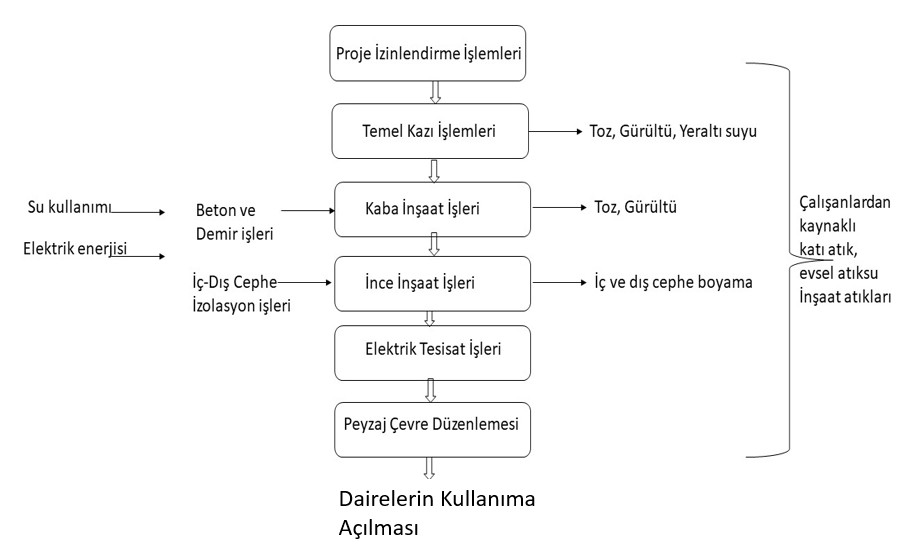 Proje İzinlendirme İşlemleri
Temel Kazı İşlemleri
Toz, Gürültü, Yeraltı suyu
Su kullanımı
Elektrik enerjisi
Beton ve
Demir işleri
Kaba İnşaat İşleri
Toz, Gürültü
İç-Dış Cephe
İzolasyon işleri
İnce İnşaat İşleri
İç ve dış cephe boyama
Elektrik Tesisat İşleri
Peyzaj Çevre Düzenlemesi
Dairelerin Kullanıma
Açılması
Çalışanlardan
kaynaklı
katı atık,
evsel atıksu
İnşaat atıkları